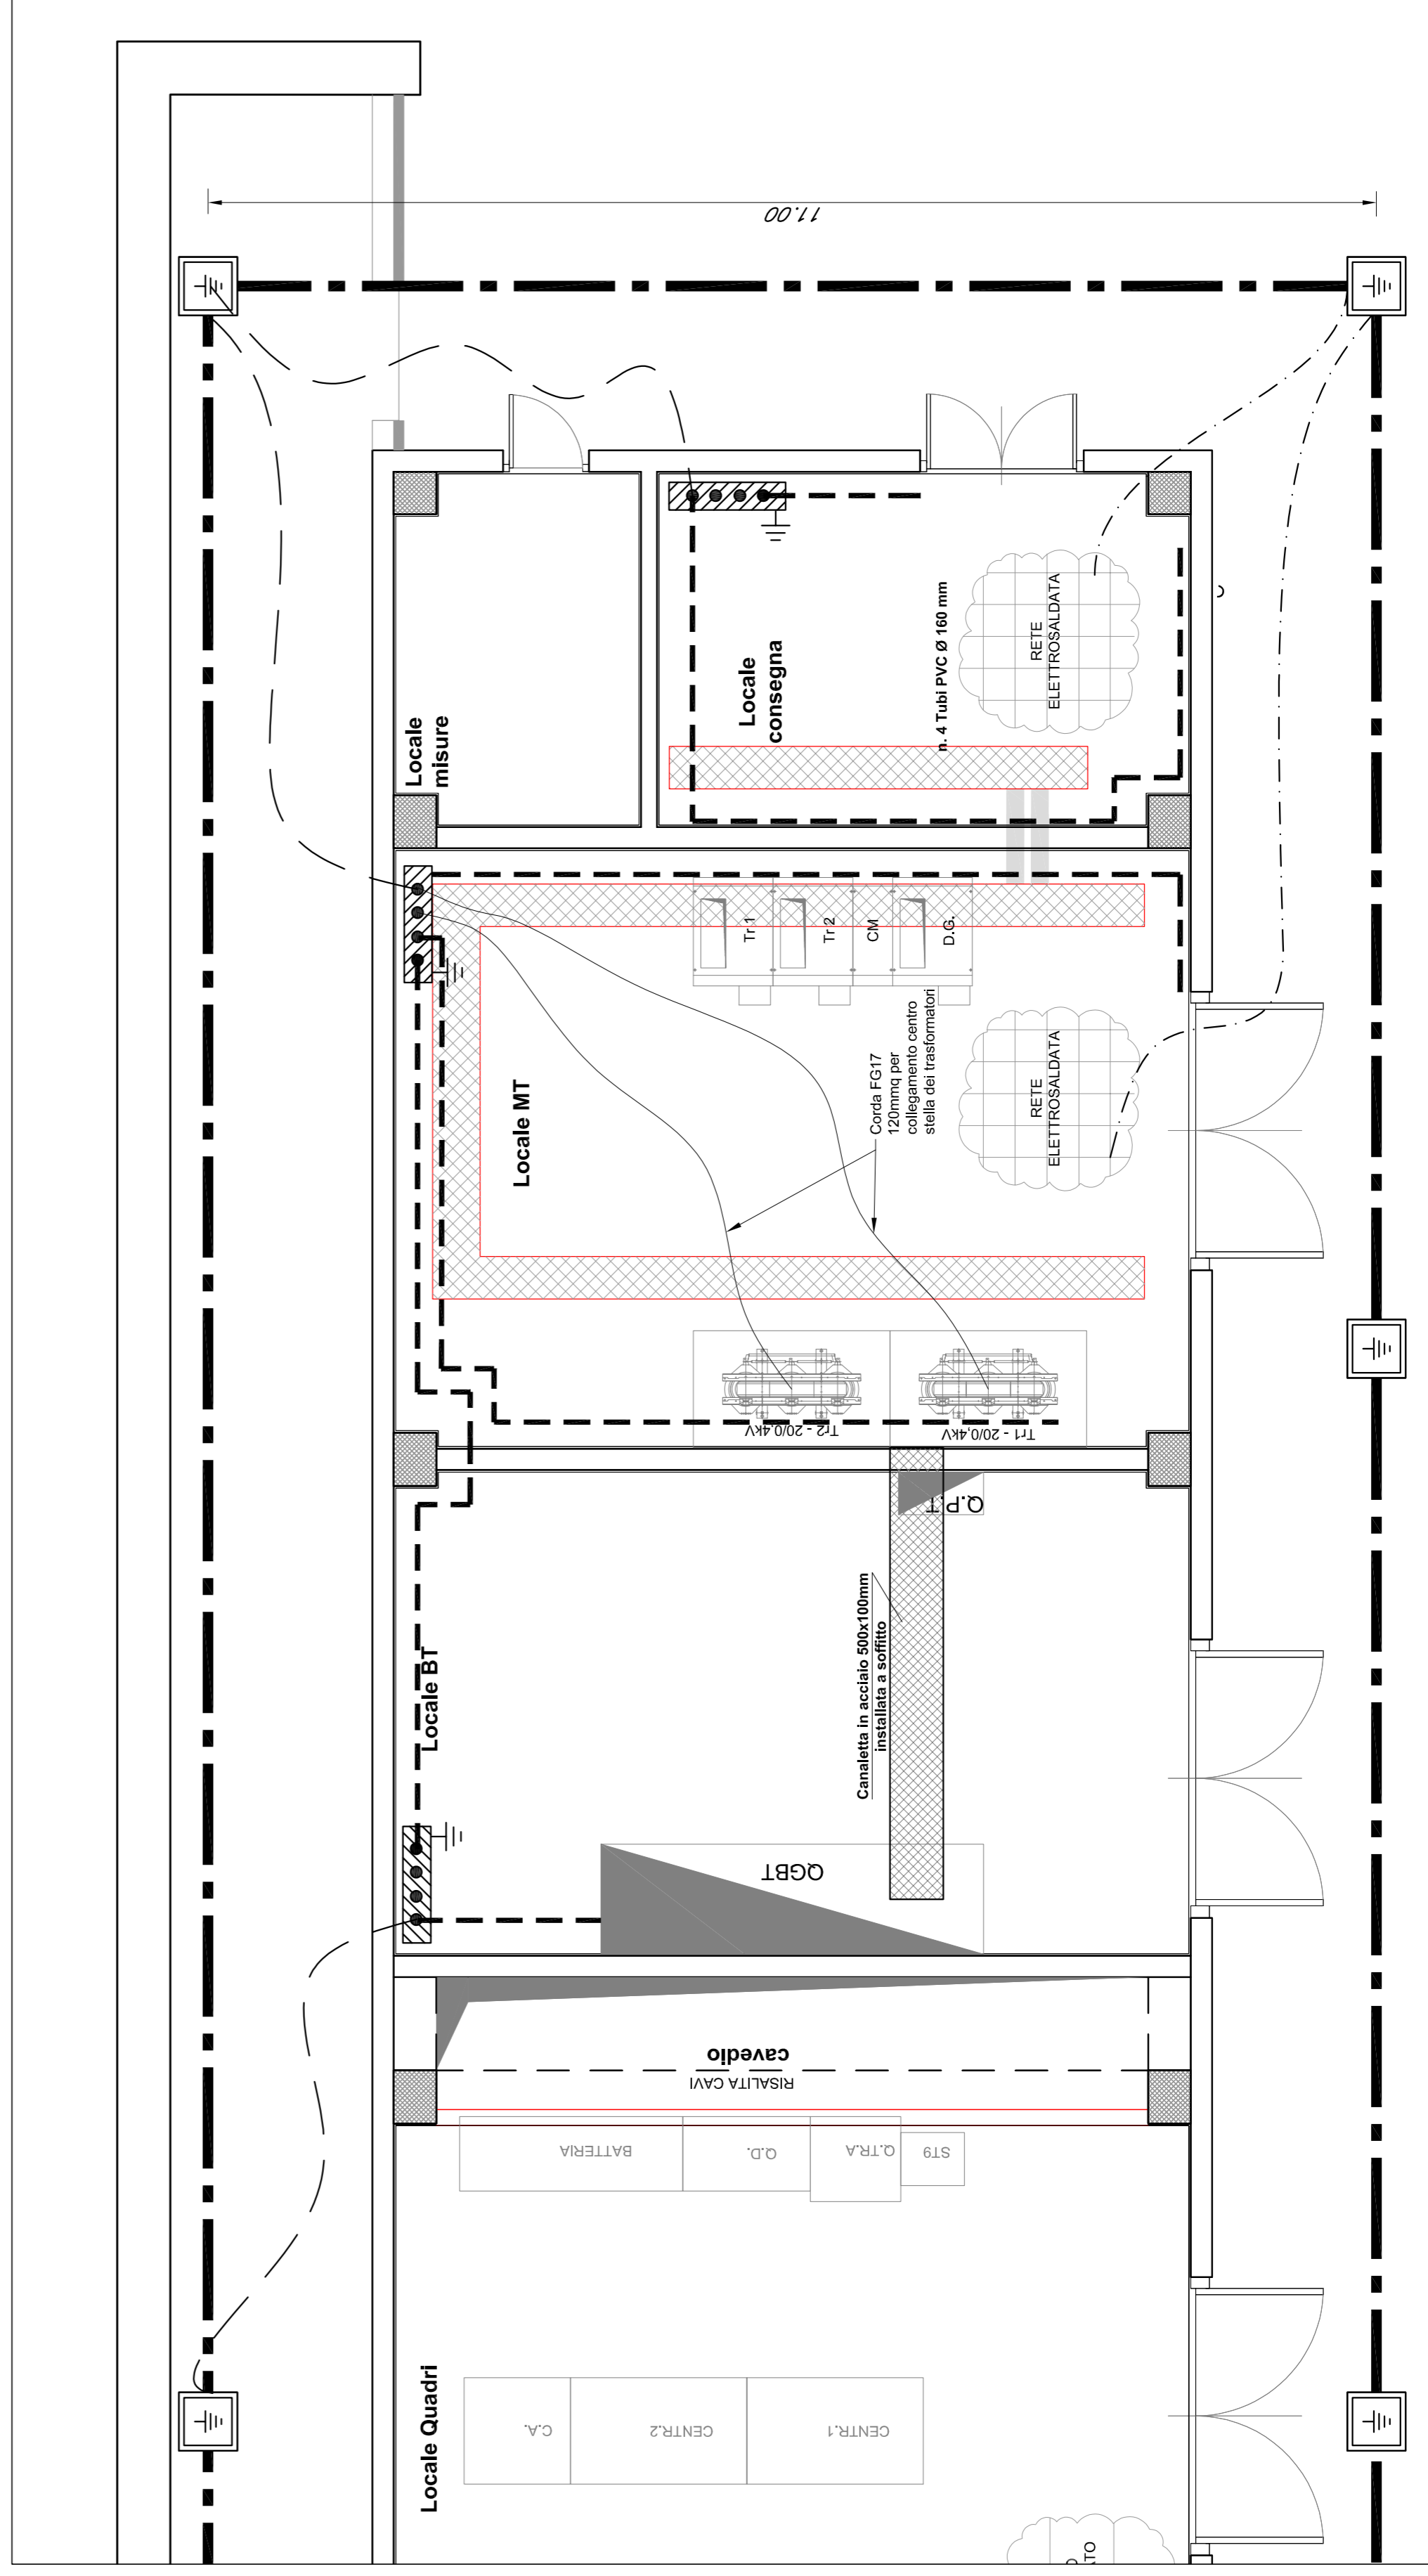 11.00
Locale
misure
Locale
consegna
n. 4 Tubi PVC Ø 160 mm
RETE
ELETTROSALDATA
Tr 1
Tr 2
CM
D.G.
Locale MT
Corda FG17
120mmq per
collegamento centro
stella dei trasformatori
RETE
ELETTROSALDATA
Tr2 - 20/0,4kV
Tr1 - 20/0,4kV
Q.P.T
Locale BT
Canaletta in acciaio 500x100mm
installata a soffitto
QGBT
cavedio
RISALITA CAVI
BATTERIA
Q.D.
Q.TR.A
ST9
Locale Quadri
C.A.
CENTR.2
CENTR.1